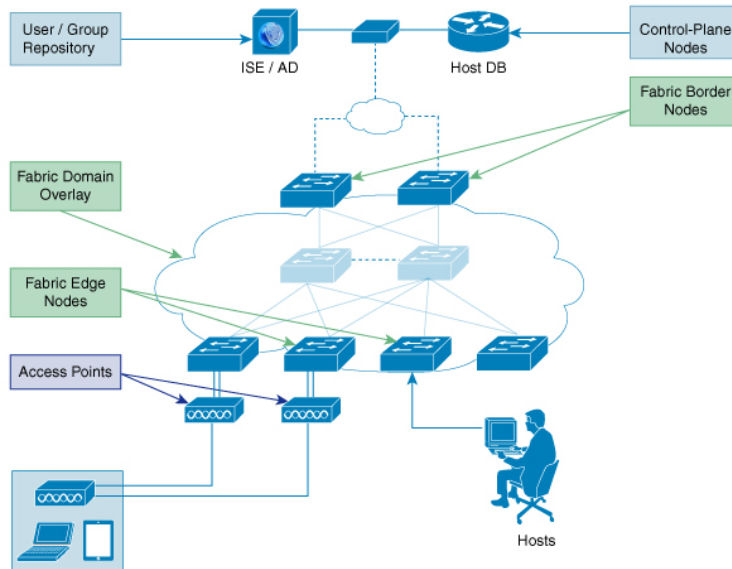 User / Group
Repository
ISE / AD
Host DB
Control-Plane
Nodes
Fabric Border
Nodes
Fabric Domain
Overlay
Fabric Edge
Nodes
Access Points
Hosts